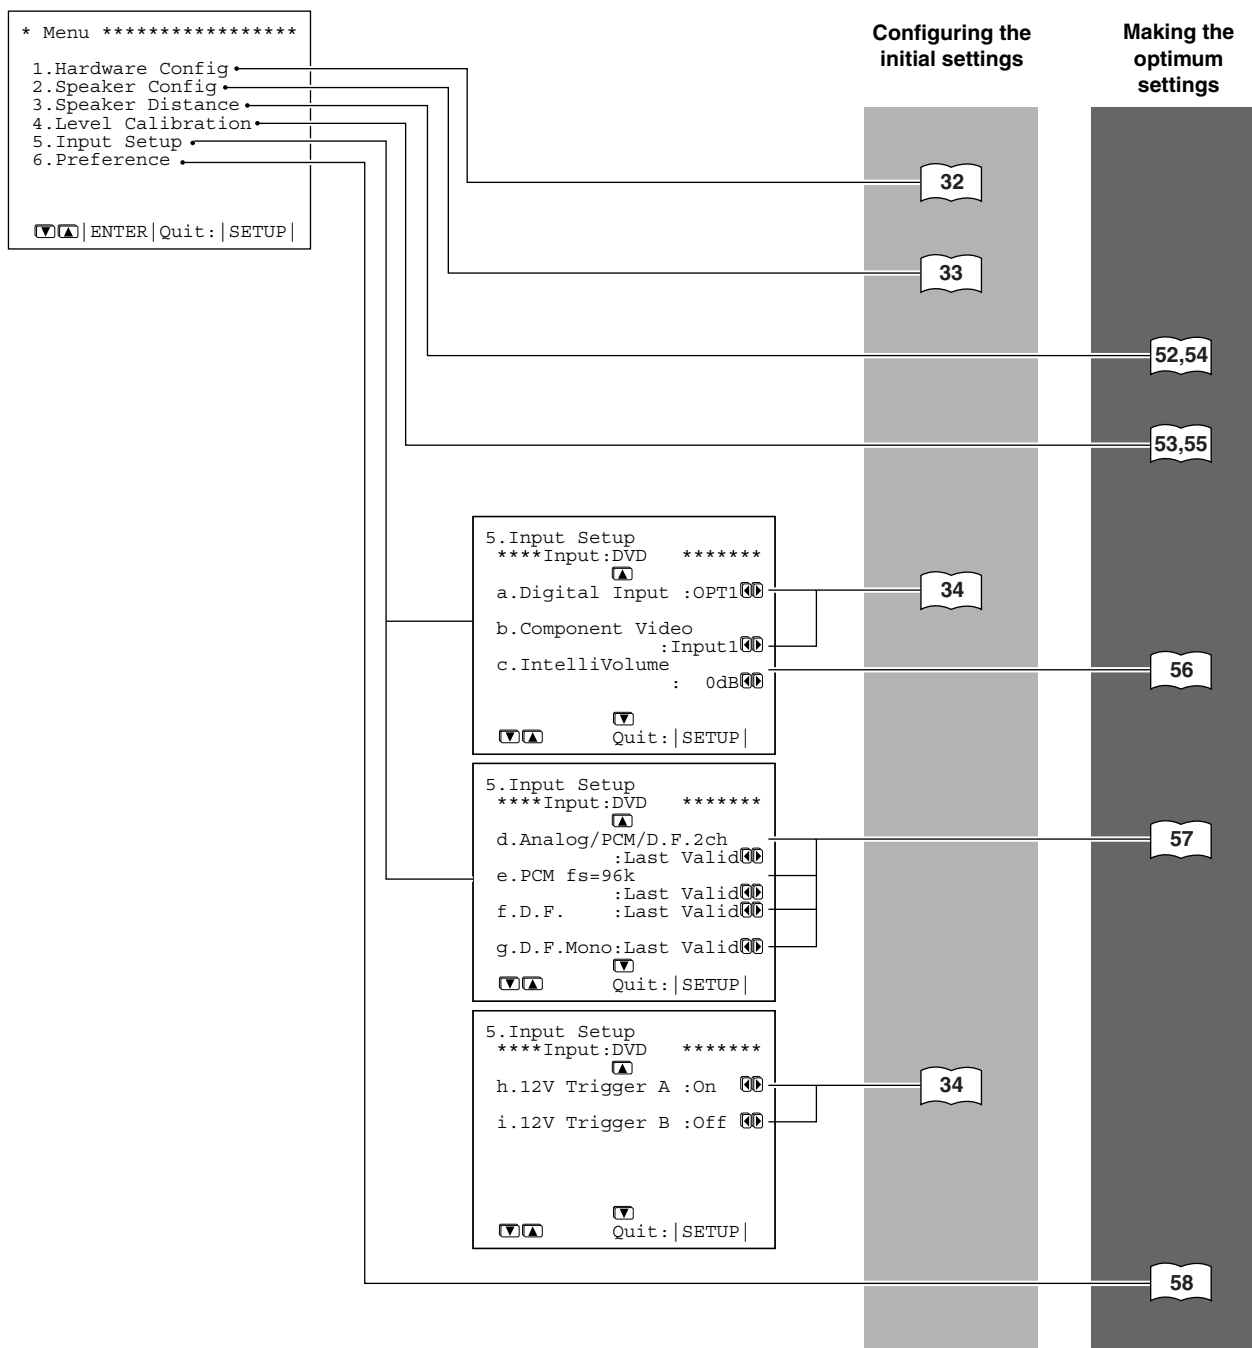 * Menu *****************
1.Hardware Config
2.Speaker Config
3.Speaker Distance
4.Level Calibration
5.Input Setup
6.Preference
▼▲|ENTER|Quit:|SETUP|
Configuring the
initial settings
Making the
optimum
settings
32
33
52,54
53,55
5.Input Setup
****Input:DVD   *******
▲
a.Digital Input :OPT1◀▶
b.Component Video
:Input1◀▶
c.IntelliVolume
:  0dB◀▶
▼
▼▲      Quit:|SETUP|
34
56
5.Input Setup
****Input:DVD   *******
▲
d.Analog/PCM/D.F.2ch
:Last Valid◀▶
e.PCM fs=96k
:Last Valid◀▶
f.D.F.    :Last Valid◀▶
g.D.F.Mono:Last Valid◀▶
▼
▼▲      Quit:|SETUP|
57
5.Input Setup
****Input:DVD   *******
▲
h.12V Trigger A :On  ◀▶
i.12V Trigger B :Off ◀▶
▼
▼▲      Quit:|SETUP|
34
58